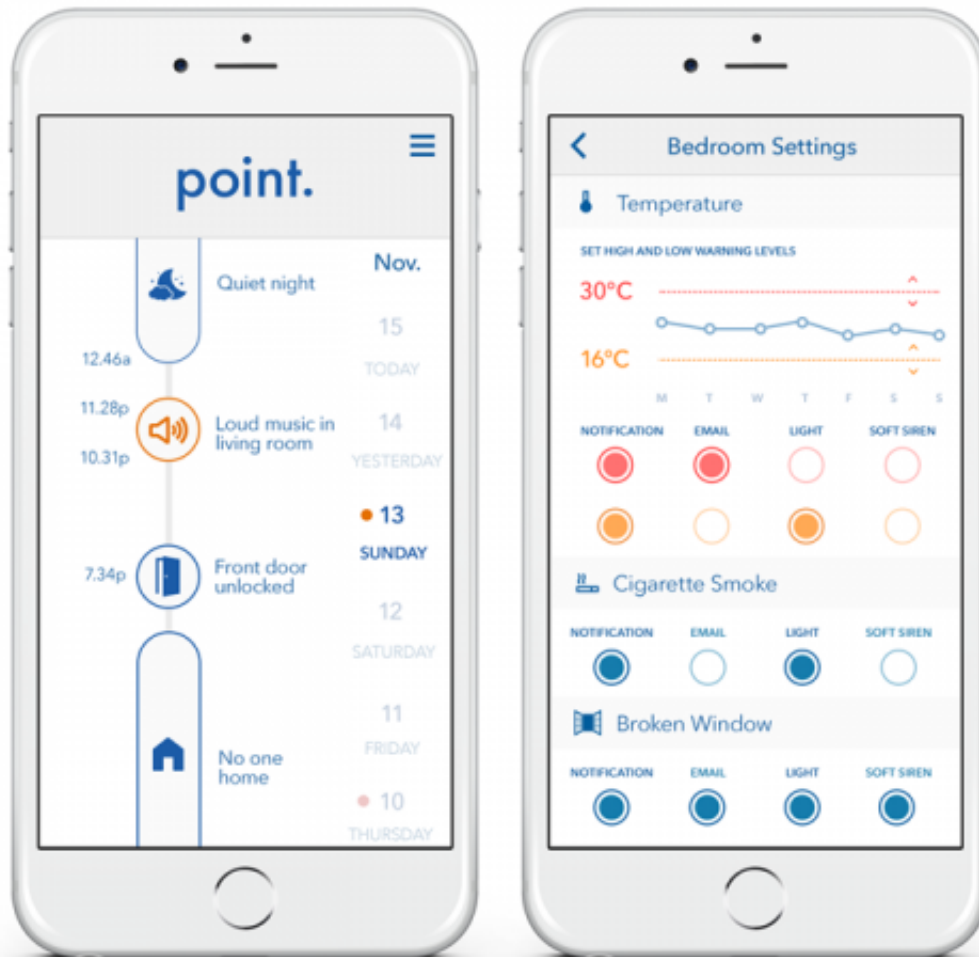 point.
Nov.
Quiet night
15
TODAY
12.46a
11.28p
Loud music in
living room
10.31p
14
YESTERDAY
13
SUNDAY
7.34p
Front door
unlocked
12
SATURDAY
11
FRIDAY
No one
home
10
THURSDAY
Bedroom Settings
Temperature
SET HIGH AND LOW WARNING LEVELS
30°C
16°C
M T W T F S S
NOTIFICATION EMAIL LIGHT SOFT SIREN
Cigarette Smoke
NOTIFICATION EMAIL LIGHT SOFT SIREN
Broken Window
NOTIFICATION EMAIL LIGHT SOFT SIREN